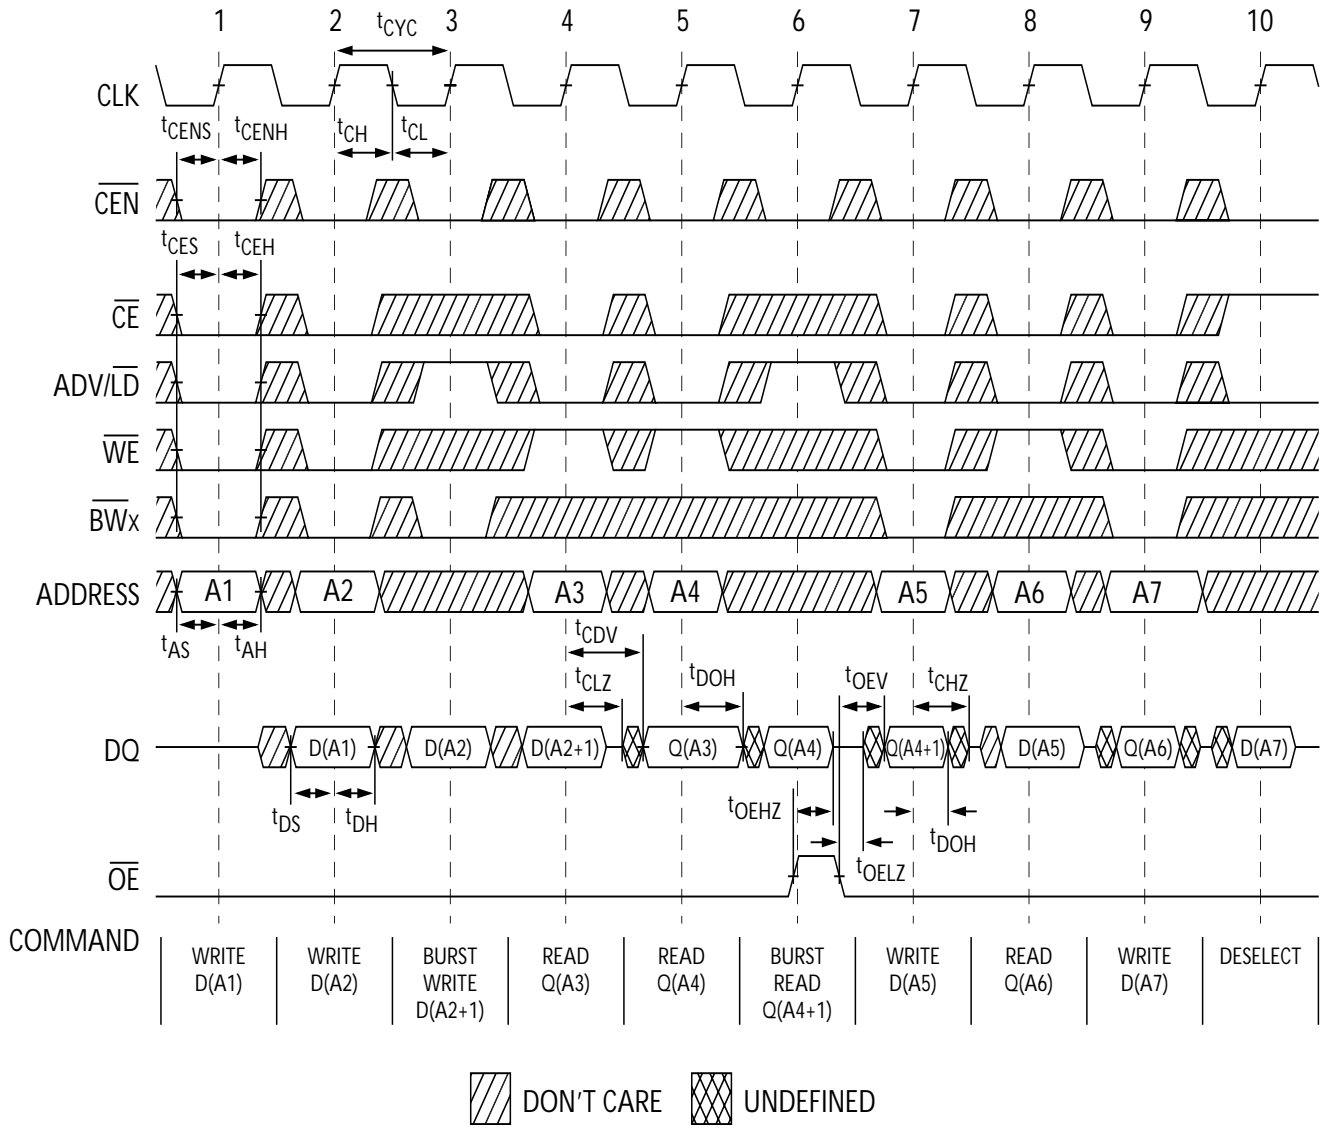 1 2 tCYC 3 4 5 6 7 8 9 10
CLK
tCENS tCENH tCH tCL
CEN
tCES tCEH
CE
ADV/LD
WE
BWx
ADDRESS A1 A2 A3 A4 A5 A6 A7
tAS tAH tCDV
tCLZ tDOH tOEV tCHZ
DQ D(A1) D(A2) D(A2+1) Q(A3) Q(A4) Q(A4+1) D(A5) Q(A6) D(A7)
tDS tDH tOEHZ tDOH
tOELZ
OE
COMMAND
WRITE D(A1)
WRITE D(A2)
BURST WRITE D(A2+1)
READ Q(A3)
READ Q(A4)
BURST READ Q(A4+1)
WRITE D(A5)
READ Q(A6)
WRITE D(A7)
DESELECT
DON'T CARE UNDEFINED